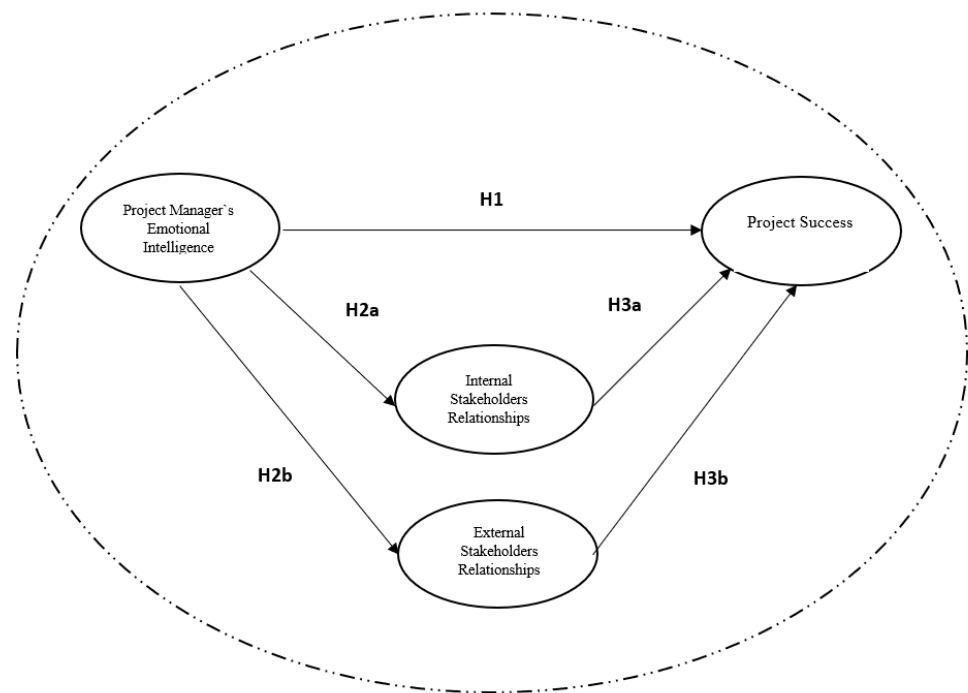 H1
Project Manager`s
Emotional
Intelligence
Project Success
H2a
H3a
Internal
Stakeholders
Relationships
H2b
H3b
External
Stakeholders
Relationships